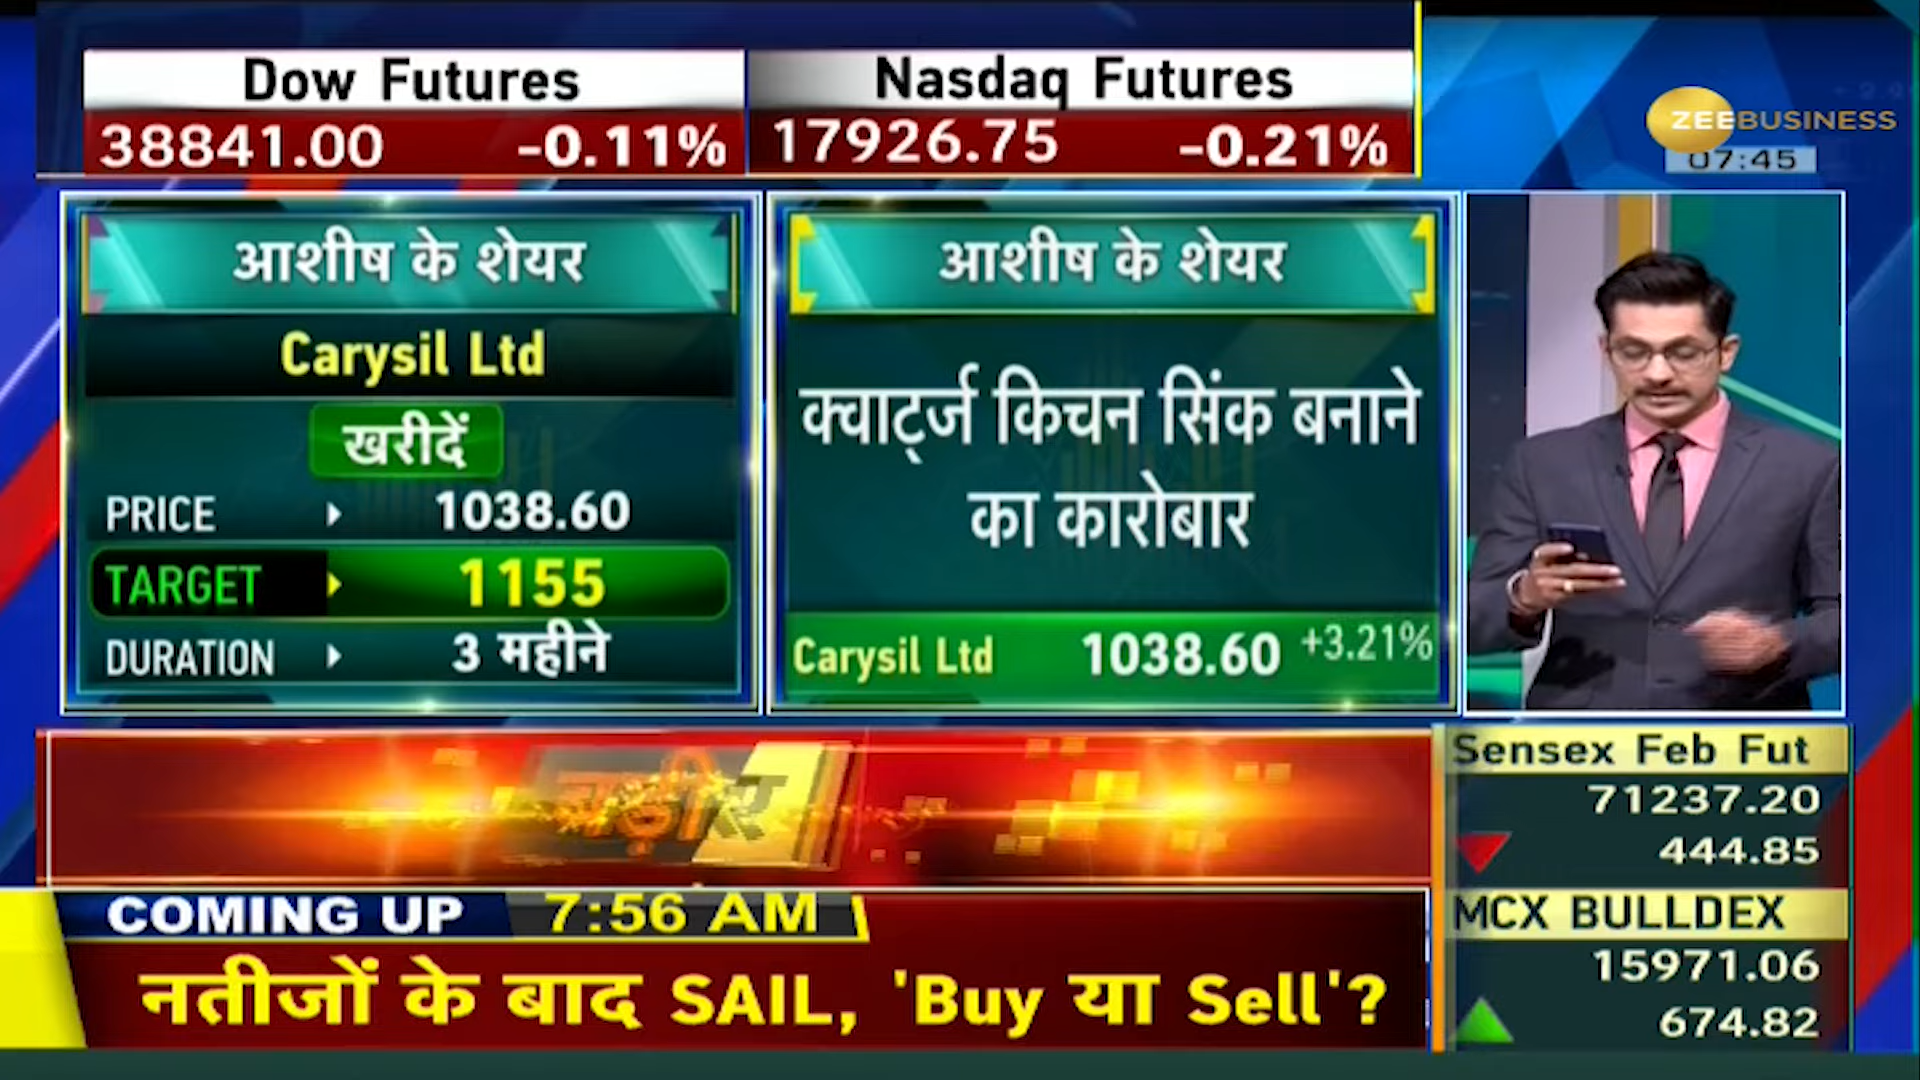 Dow Futures
38841.00 -0.11%
Nasdaq Futures
17926.75 -0.21%
ZEEBUSINESS
07:45
आशीष के शेयर
Carysil Ltd
खरीदें
PRICE 1038.60
TARGET 1155
DURATION 3 महीने
आशीष के शेयर
क्वार्ट्ज किचन सिंक बनाने
का कारोबार
Carysil Ltd 1038.60 +3.21%
Sensex Feb Fut
71237.20
444.85
MCX BULLDEX
15971.06
674.82
COMING UP 7:56 AM
नतीजों के बाद SAIL, 'Buy या Sell'?